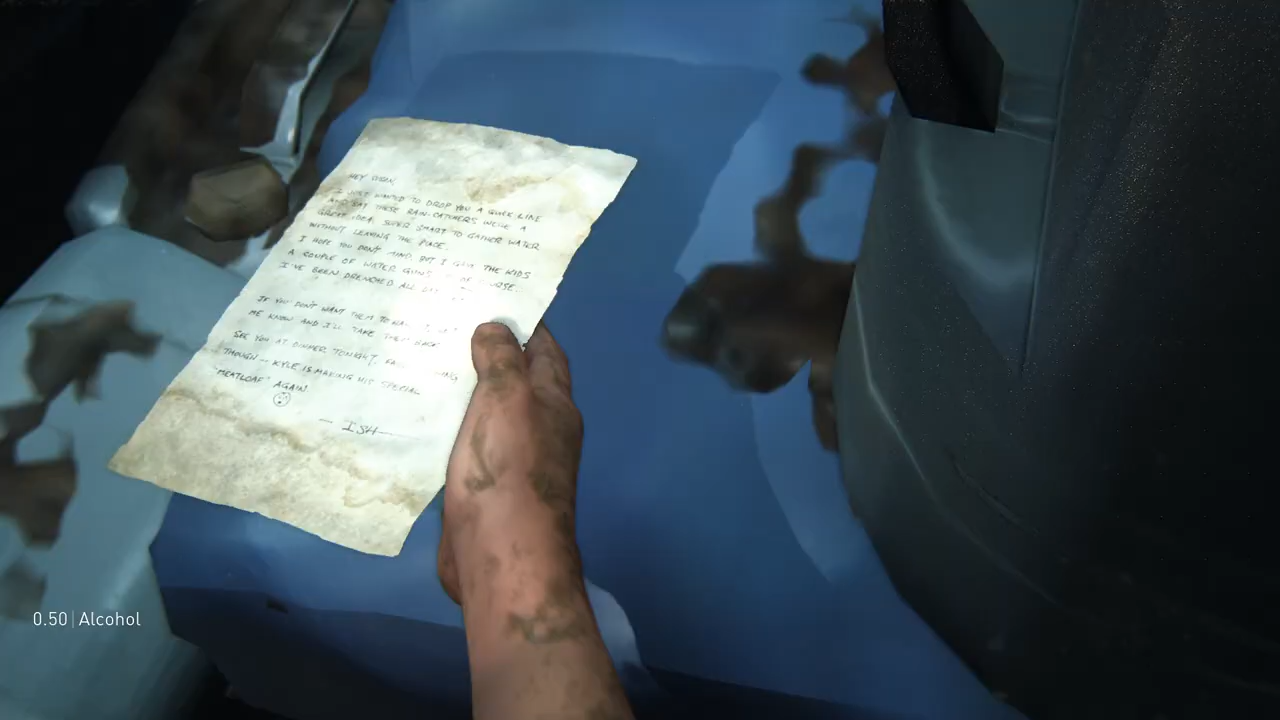 HEY SUSAN,
I JUST WANTED TO DROP YOU A QUICK LINE
AND SAY THESE RAIN-CATCHERS WERE A
GREAT IDEA. SUPER SMART TO GATHER WATER
WITHOUT LEAVING THE PLACE.
I HOPE YOU DON'T MIND, BUT I GAVE THE KIDS
A COUPLE OF WATER GUNS
I'VE BEEN DRENCHED ALL DAY
IF YOU DON'T WANT THEM TO
ME KNOW AND I'LL TAKE THEM BACK
SEE YOU AT DINNER TONIGHT.
THOUGH -- KYLE IS MAKING HIS SPECIAL
"MEATLOAF" AGAIN
— ISH
0.50 | Alcohol